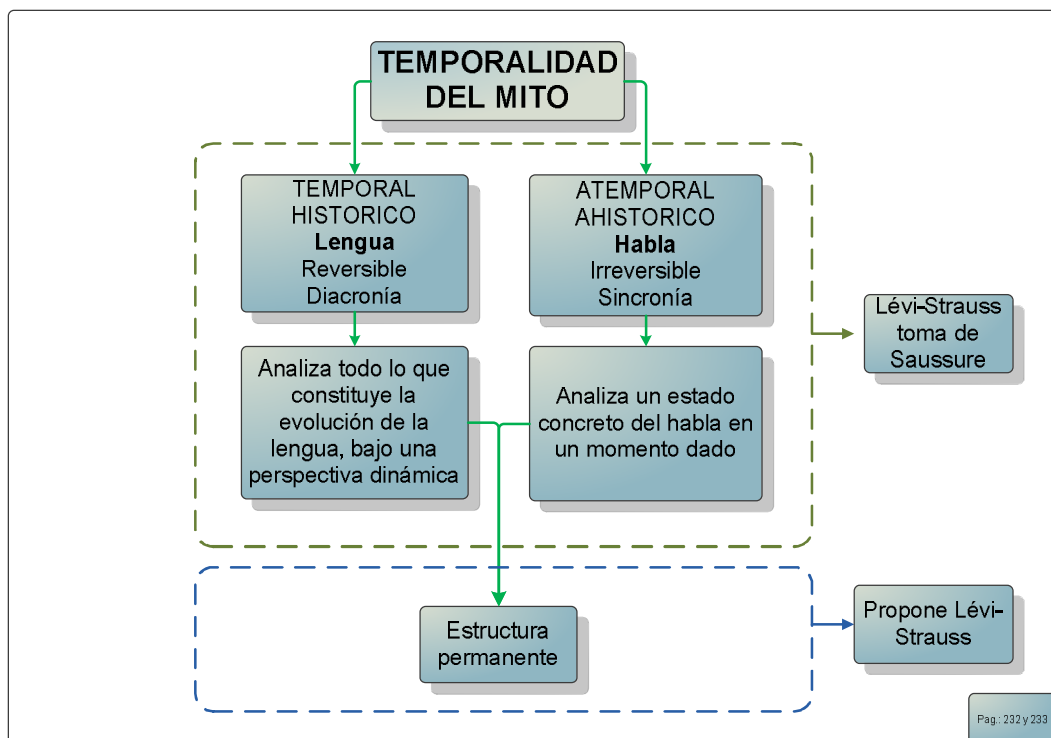 TEMPORALIDAD
DEL MITO
TEMPORAL
HISTORICO
Lengua
Reversible
Diacronía
ATEMPORAL
AHISTORICO
Habla
Irreversible
Sincronía
Lévi-Strauss
toma de
Saussure
Analiza todo lo que
constituye la
evolución de la
lengua, bajo una
perspectiva dinámica
Analiza un estado
concreto del habla en
un momento dado
Estructura
permanente
Propone Lévi-
Strauss
Pag.: 232 y 233